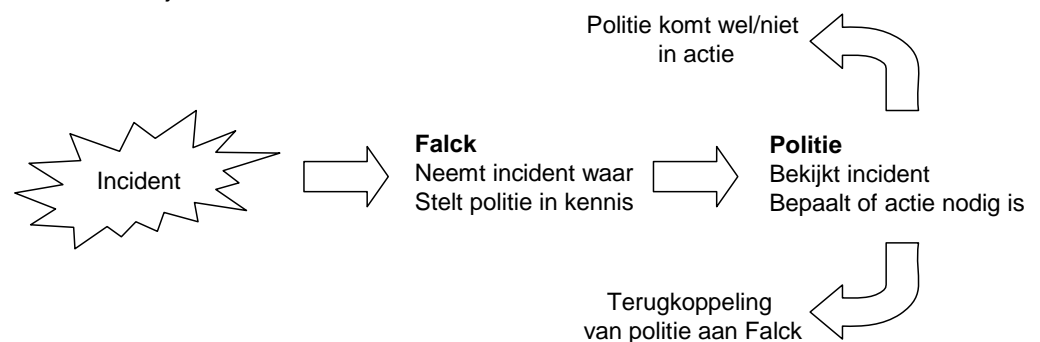 Politie komt wel/niet
in actie
Incident
Falck
Neemt incident waar
Stelt politie in kennis
Politie
Bekijkt incident
Bepaalt of actie nodig is
Terugkoppeling
van politie aan Falck